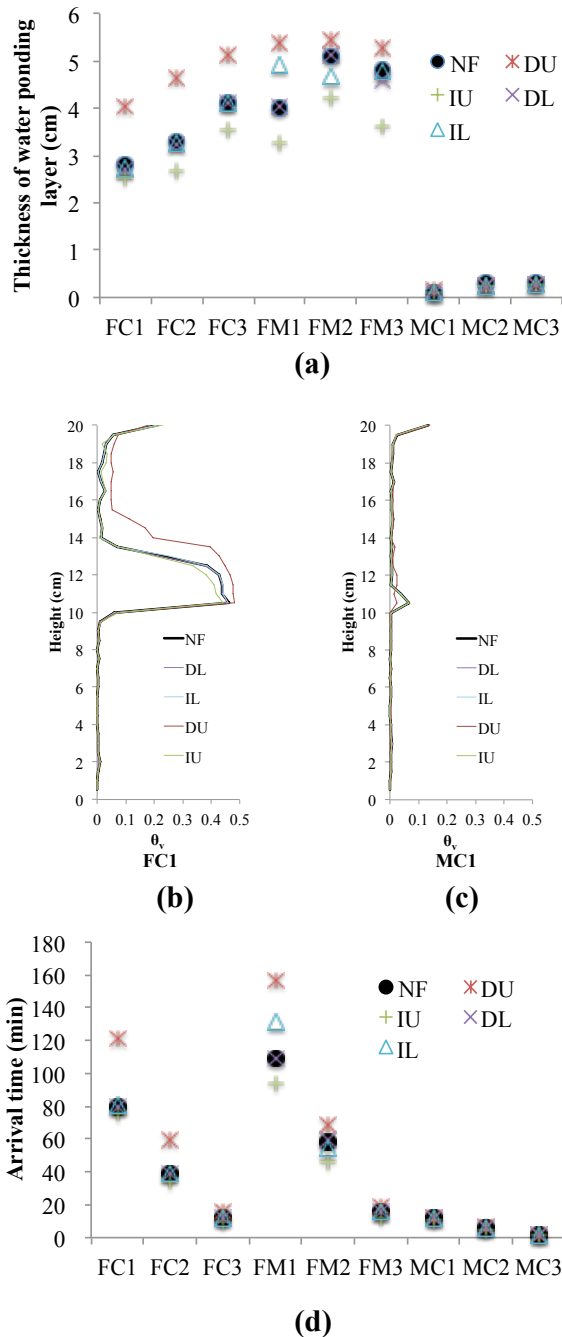 6
5
4
3
2
1
0
Thickness of water ponding
layer (cm)
NF DU
IU DL
IL
FC1 FC2 FC3 FM1 FM2 FM3 MC1 MC2 MC3
(a)
20
18
16
14
12
10
8
6
4
2
0
Height (cm)
NF
DL
IL
DU
IU
0 0.1 0.2 0.3 0.4 0.5
θv
FC1
(b)
20
18
16
14
12
10
8
6
4
2
0
Height (cm)
NF
DL
IL
DU
IU
0 0.1 0.2 0.3 0.4 0.5
θv
MC1
(c)
180
160
140
120
100
80
60
40
20
0
Arrival time (min)
NF DU
IU DL
IL
FC1 FC2 FC3 FM1 FM2 FM3 MC1 MC2 MC3
(d)